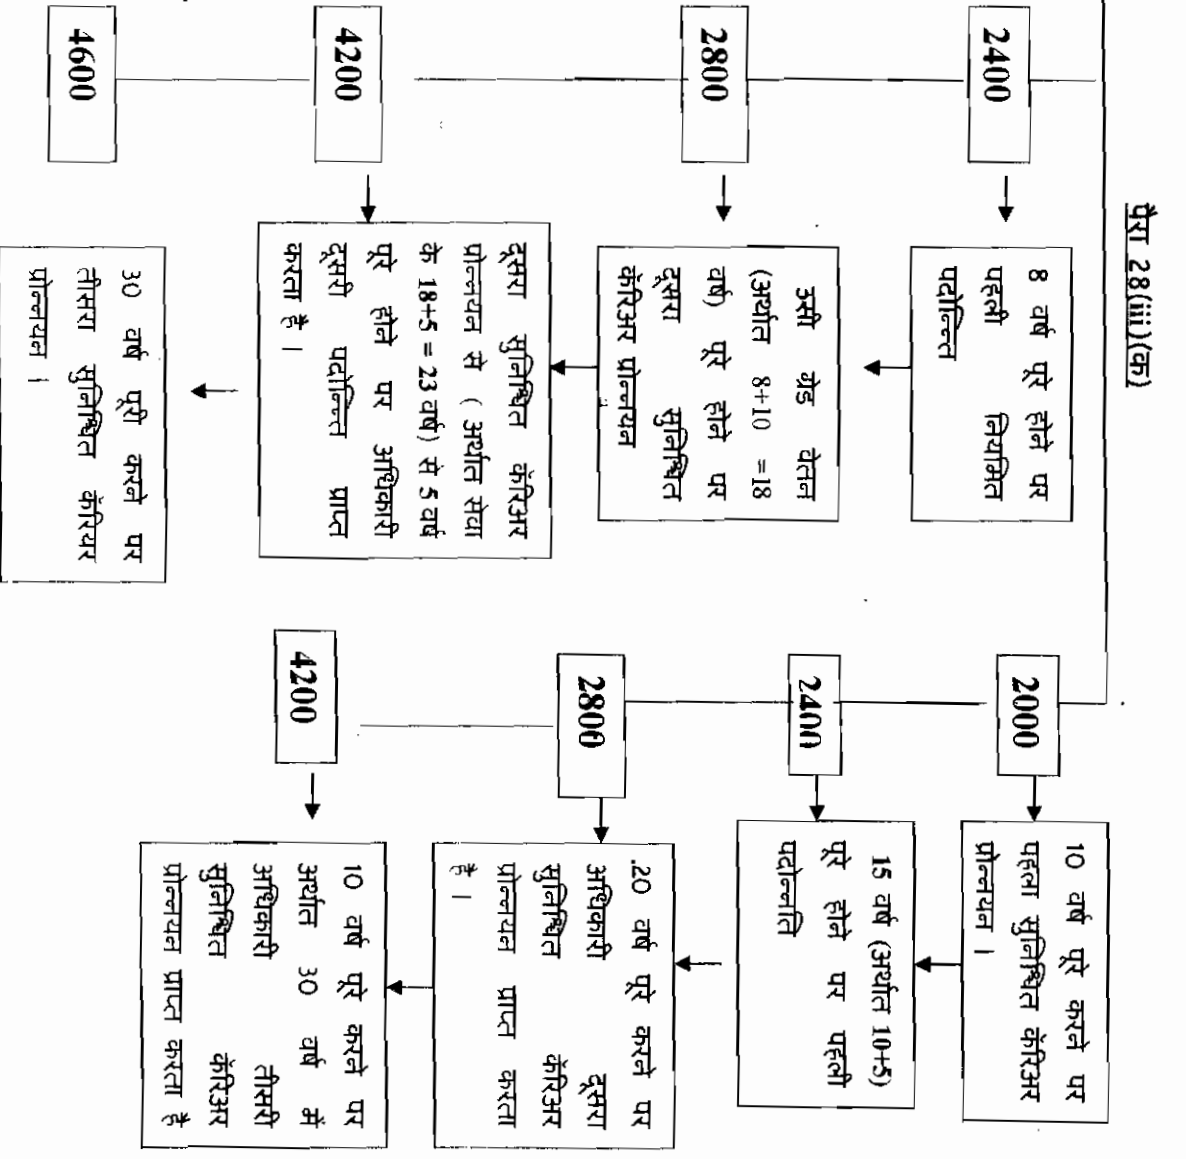 पैरा 28(iii)(क)
2400
8 वर्ष पूरे होने पर
पहली नियमित
पदोन्न्ति
2800
उसी ग्रेड वेतन
(अर्थात 8+10 =18
वर्ष) पूरे होने पर
दूसरा सुनिश्चित
कॅरिअर प्रोन्नयन
4200
दूसरा सुनिश्चित कॅरिअर
प्रोन्नयन से ( अर्थात सेवा
के 18+5 = 23 वर्ष) से 5 वर्ष
पूरे होने पर अधिकारी
दूसरी पदोन्न्ति प्राप्त
करता है ।
4600
30 वर्ष पूरी करने पर
तीसरा सुनिश्चित कॅरियर
प्रोन्नयन ।
2000
10 वर्ष पूरे करने पर
पहला सुनिश्चित कॅरिअर
प्रोन्नयन ।
2400
15 वर्ष (अर्थात 10+5)
पूरे होने पर पहली
पदोन्नति
2800
.20 वर्ष पूरे करने पर
अधिकारी दूसरा
सुनिश्चित कॅरिअर
प्रोन्नयन प्राप्त करता
है ।
4200
10 वर्ष पूरे करने पर
अर्थात 30 वर्ष में
अधिकारी तीसरी
सुनिश्चित कॅरिअर
प्रोन्नयन प्राप्त करता है